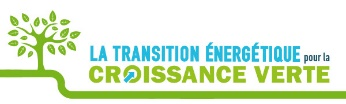 LA TRANSITION ÉNERGÉTIQUE pour la
CROISSANCE VERTE